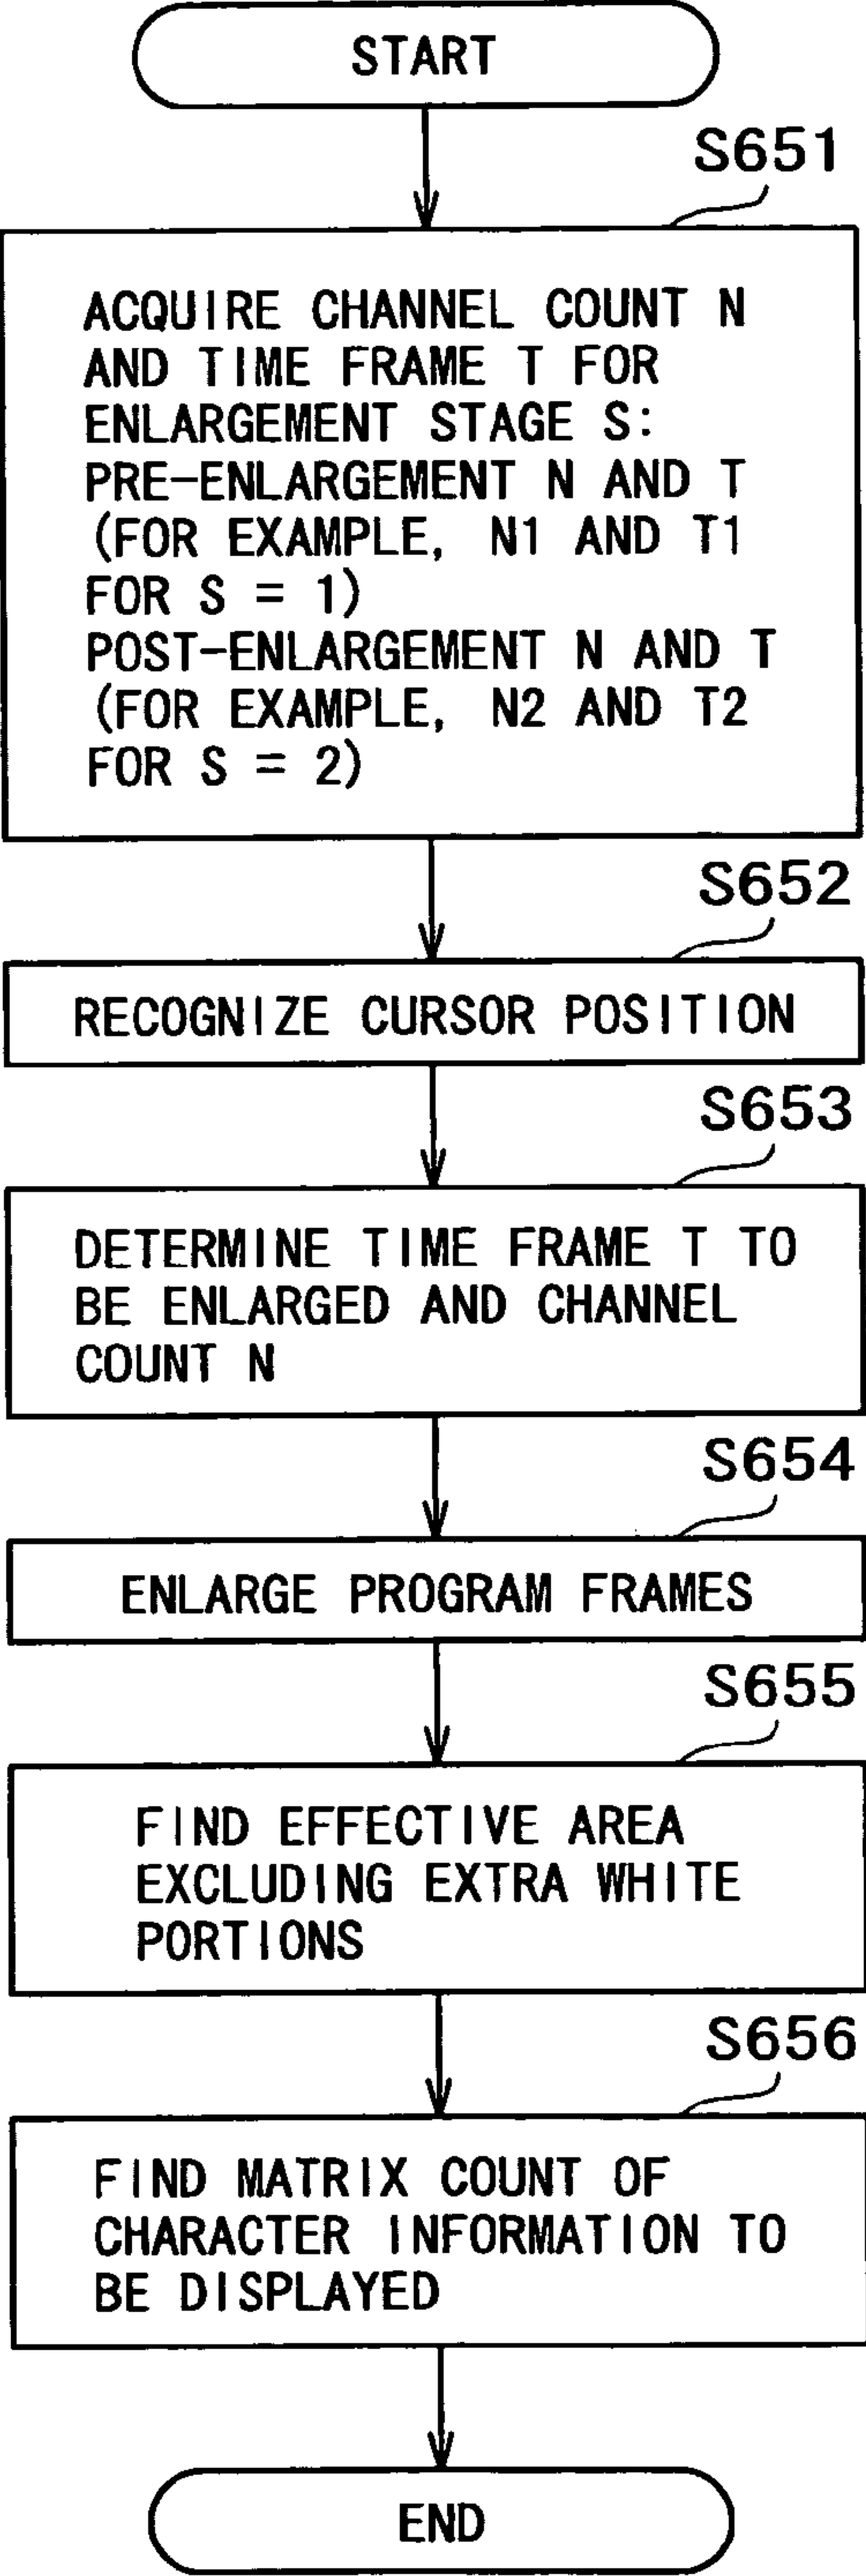 START
S651
ACQUIRE CHANNEL COUNT N
AND TIME FRAME T FOR
ENLARGEMENT STAGE S:
PRE-ENLARGEMENT N AND T
(FOR EXAMPLE, N1 AND T1
FOR S = 1)
POST-ENLARGEMENT N AND T
(FOR EXAMPLE, N2 AND T2
FOR S = 2)
S652
RECOGNIZE CURSOR POSITION
S653
DETERMINE TIME FRAME T TO
BE ENLARGED AND CHANNEL
COUNT N
S654
ENLARGE PROGRAM FRAMES
S655
FIND EFFECTIVE AREA
EXCLUDING EXTRA WHITE
PORTIONS
S656
FIND MATRIX COUNT OF
CHARACTER INFORMATION TO
BE DISPLAYED
END